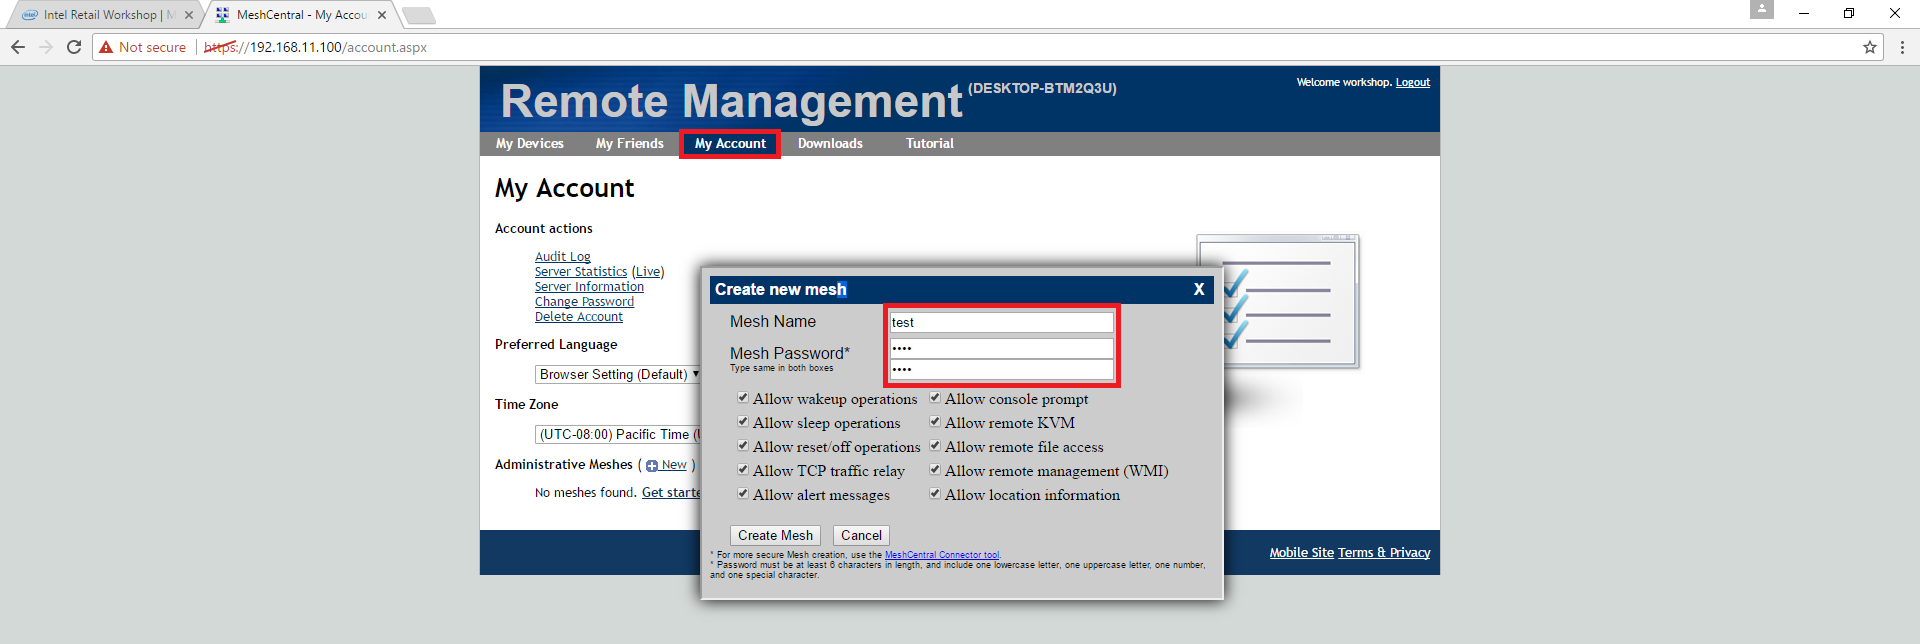 Intel Retail Workshop | M
MeshCentral - My Accou
Not secure | https://192.168.11.100/account.aspx
Remote Management (DESKTOP-BTM2Q3U)
Welcome workshop. Logout
My Devices My Friends My Account Downloads Tutorial
My Account
Account actions
Audit Log
Server Statistics (Live)
Server Information
Change Password
Delete Account
Preferred Language
Browser Setting (Default)
Time Zone
(UTC-08:00) Pacific Time (
Administrative Meshes ( New )
No meshes found. Get starte
Create new mesh X
Mesh Name test
Mesh Password* ••••
Type same in both boxes ••••
Allow wakeup operations Allow console prompt
Allow sleep operations Allow remote KVM
Allow reset/off operations Allow remote file access
Allow TCP traffic relay Allow remote management (WMI)
Allow alert messages Allow location information
Create Mesh Cancel
* For more secure Mesh creation, use the MeshCentral Connector tool.
* Password must be at least 6 characters in length, and include one lowercase letter, one uppercase letter, one number,
and one special character.
Mobile Site Terms & Privacy